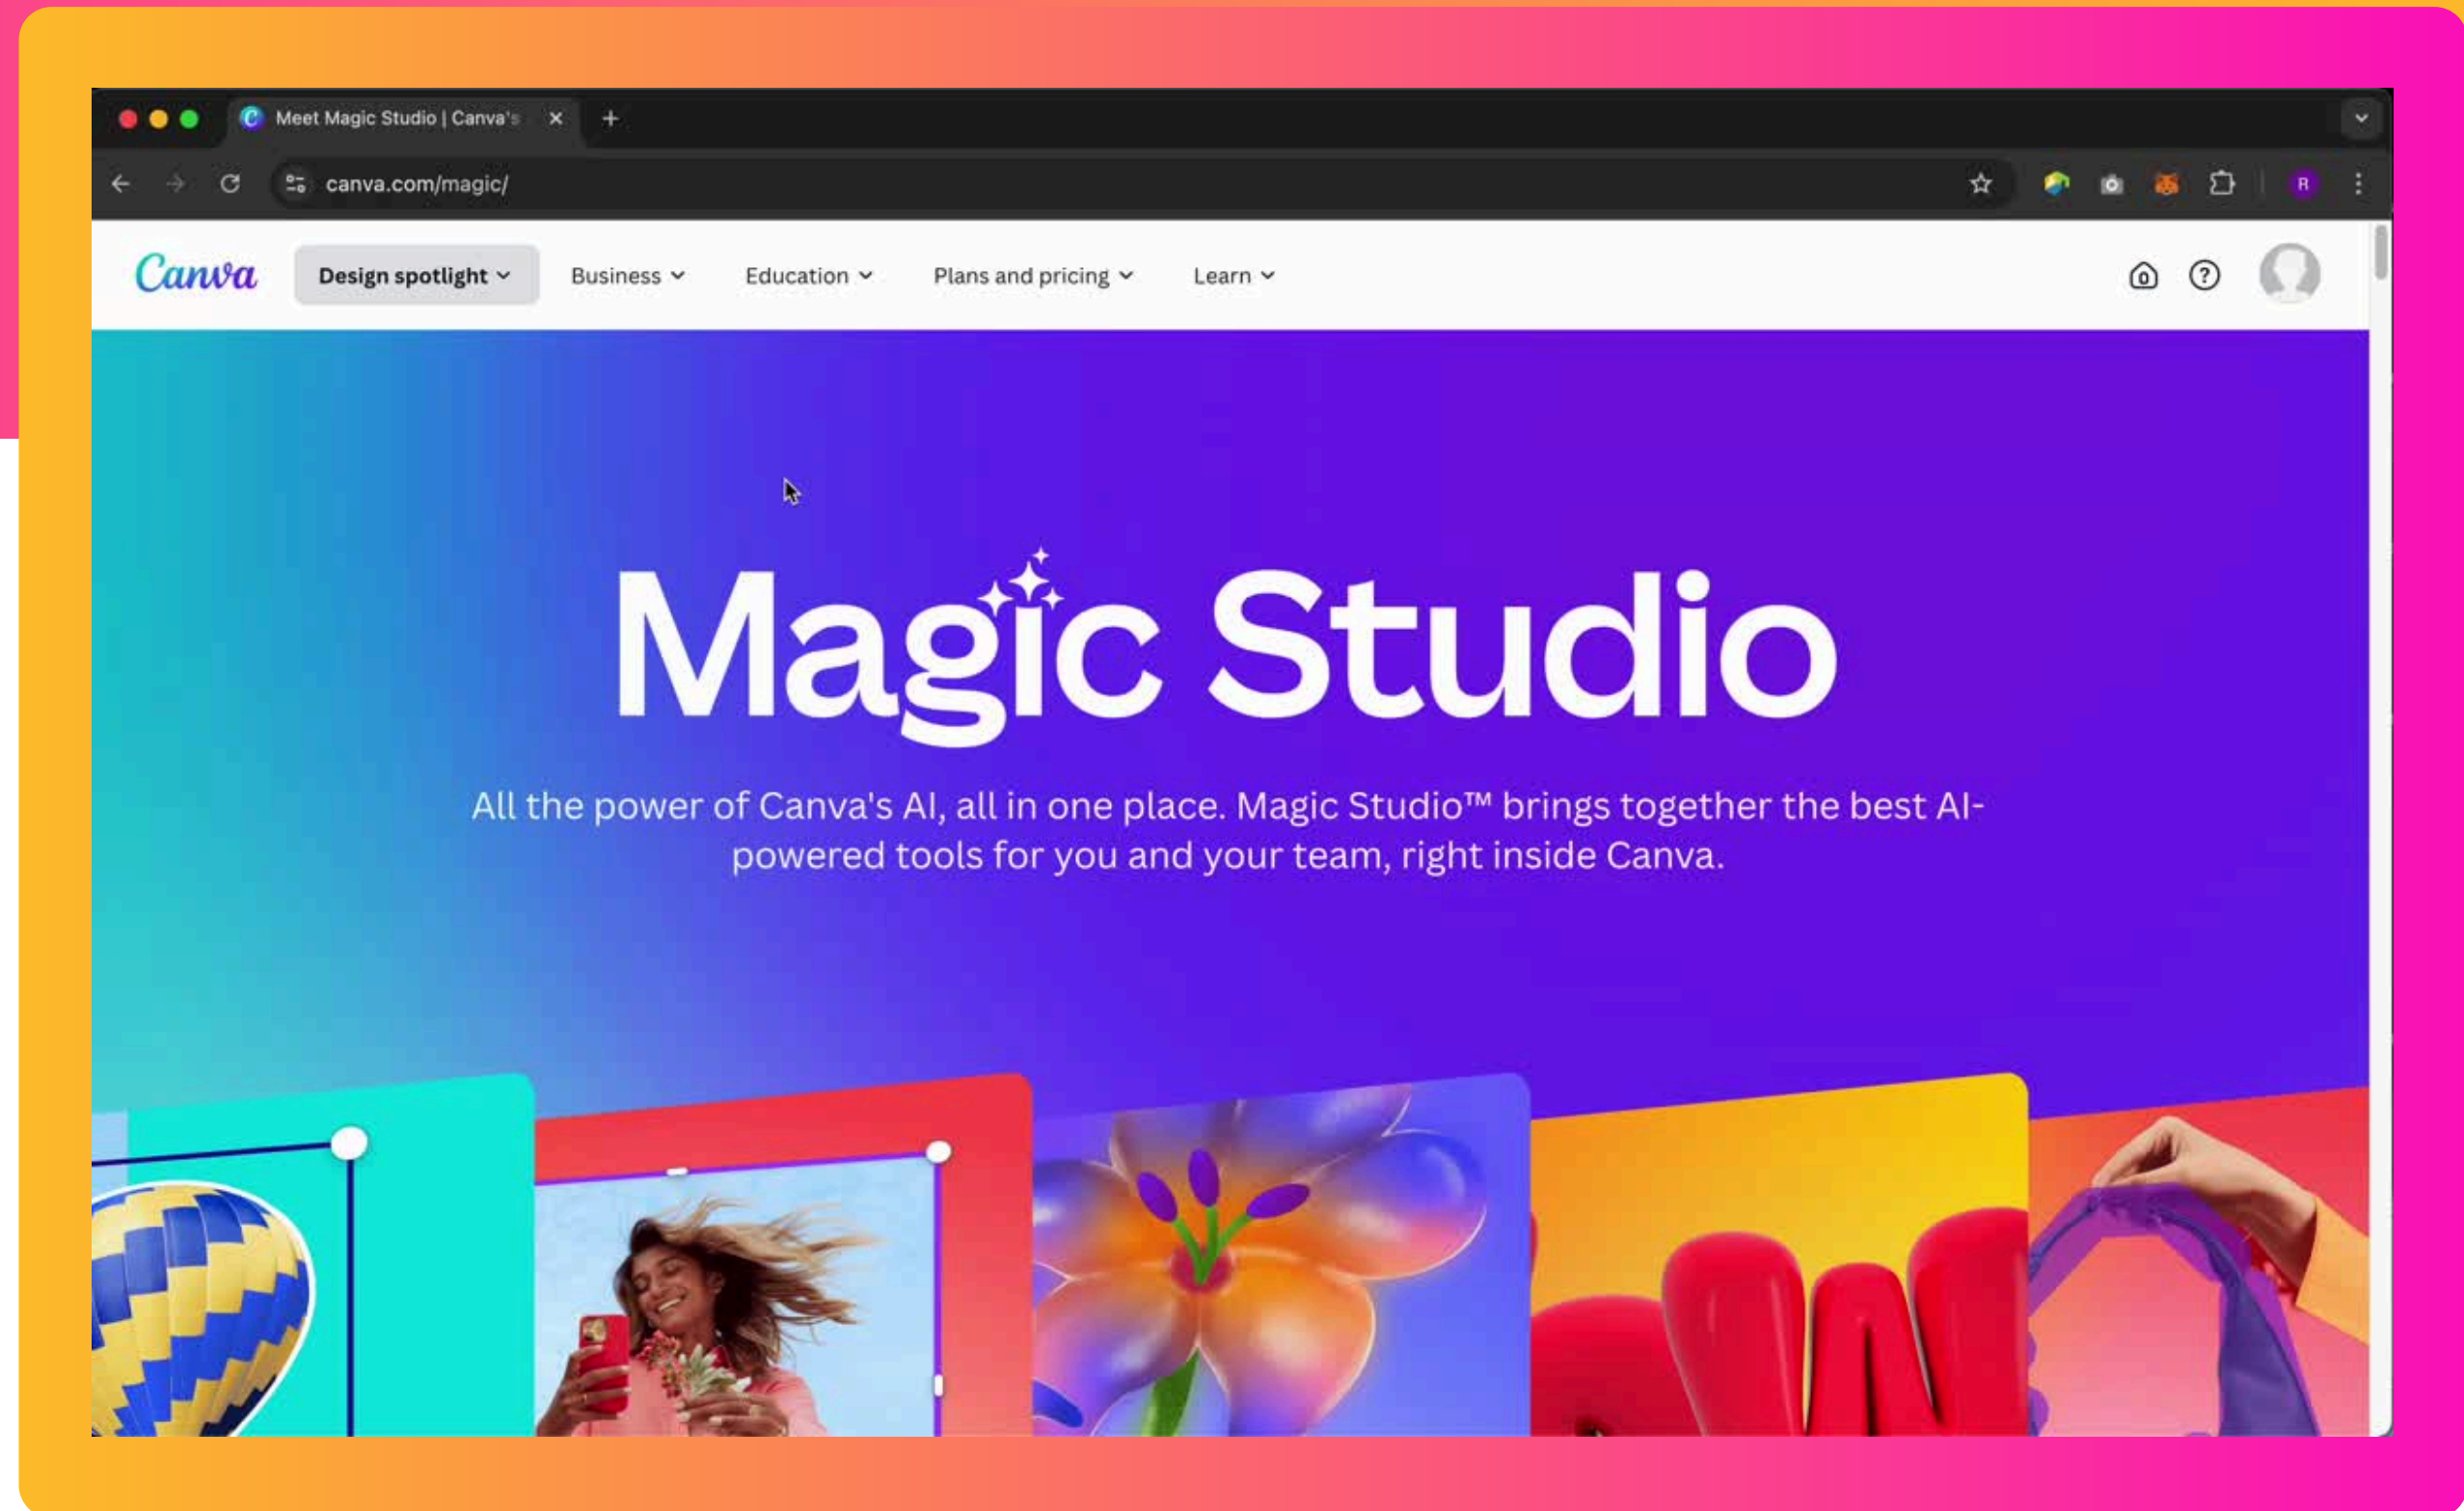 Meet Magic Studio | Canva's
canva.com/magic/
R
Canva
Design spotlight
Business
Education
Plans and pricing
Learn
?
Magic Studio
All the power of Canva's AI, all in one place. Magic Studio™ brings together the best AI-
powered tools for you and your team, right inside Canva.
W